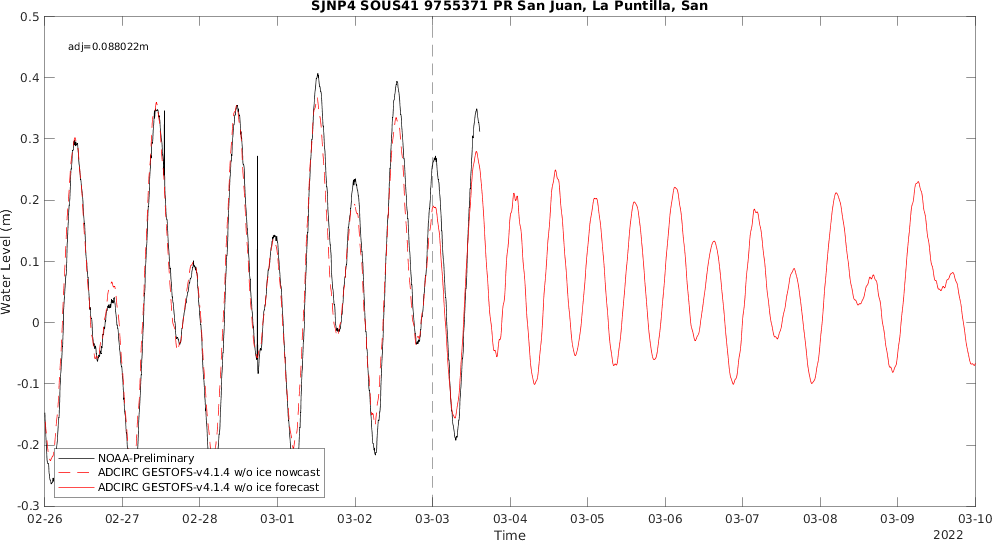 SJNP4 SOUS41 9755371 PR San Juan, La Puntilla, San
adj=0.088022m
Water Level (m)
0.5
0.4
0.3
0.2
0.1
0
-0.1
-0.2
-0.3
NOAA-Preliminary
ADCIRC GESTOFS-v4.1.4 w/o ice nowcast
ADCIRC GESTOFS-v4.1.4 w/o ice forecast
02-26 02-27 02-28 03-01 03-02 03-03 03-04 03-05 03-06 03-07 03-08 03-09 03-10
Time
2022